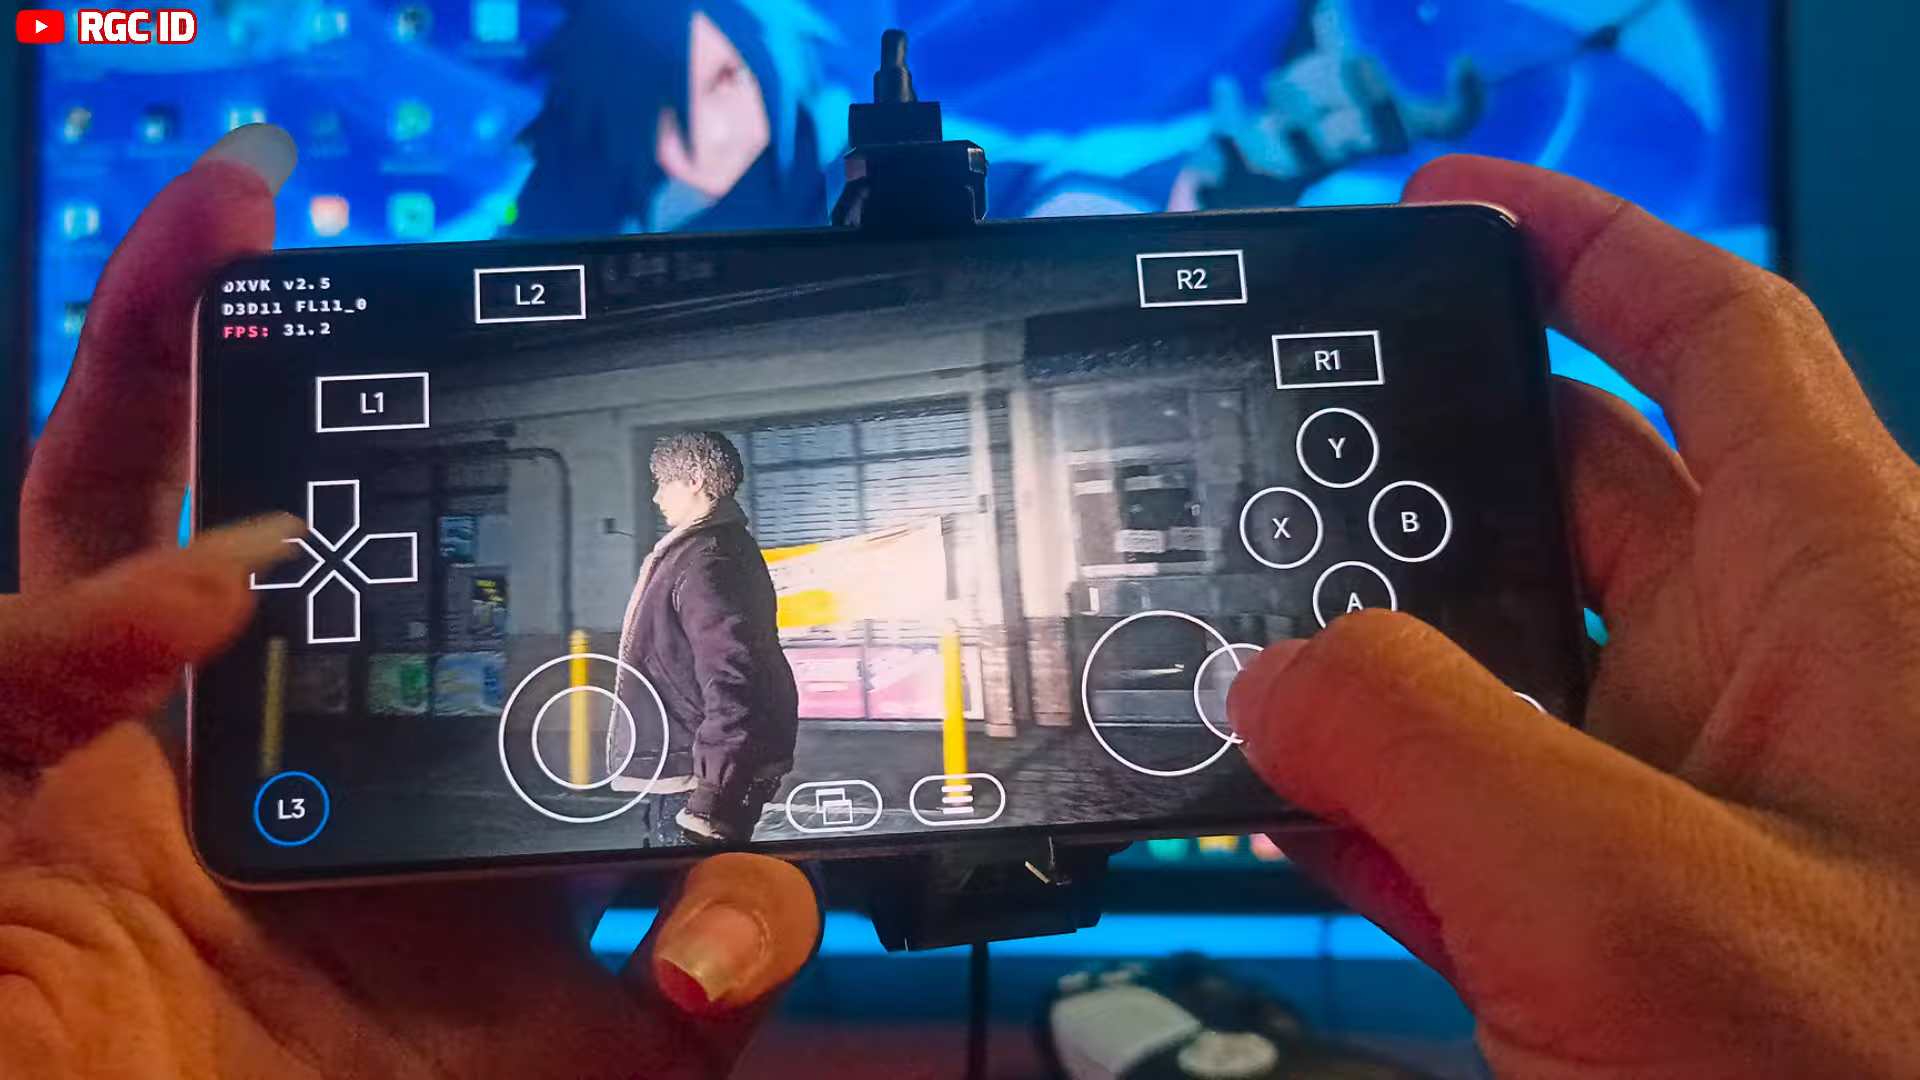 RGC ID
DXVK v2.5
D3D11 FL11_0
FPS: 31.2
L2
R2
L1
R1
Y
X
B
A
L3